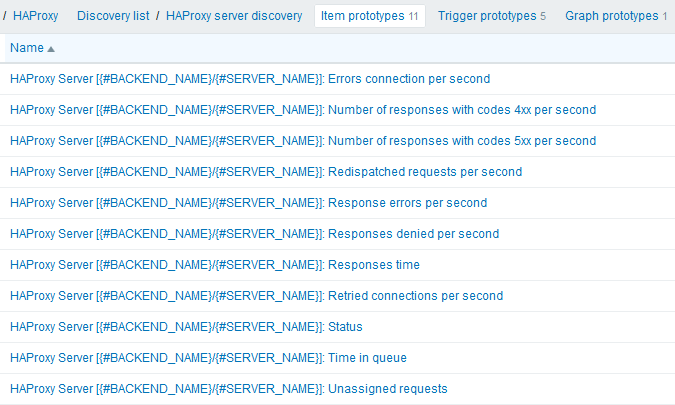 / HAProxy Discovery list / HAProxy server discovery Item prototypes 11 Trigger prototypes 5 Graph prototypes 1
Name
HAProxy Server [{#BACKEND_NAME}/{#SERVER_NAME}]: Errors connection per second
HAProxy Server [{#BACKEND_NAME}/{#SERVER_NAME}]: Number of responses with codes 4xx per second
HAProxy Server [{#BACKEND_NAME}/{#SERVER_NAME}]: Number of responses with codes 5xx per second
HAProxy Server [{#BACKEND_NAME}/{#SERVER_NAME}]: Redispatched requests per second
HAProxy Server [{#BACKEND_NAME}/{#SERVER_NAME}]: Response errors per second
HAProxy Server [{#BACKEND_NAME}/{#SERVER_NAME}]: Responses denied per second
HAProxy Server [{#BACKEND_NAME}/{#SERVER_NAME}]: Responses time
HAProxy Server [{#BACKEND_NAME}/{#SERVER_NAME}]: Retried connections per second
HAProxy Server [{#BACKEND_NAME}/{#SERVER_NAME}]: Status
HAProxy Server [{#BACKEND_NAME}/{#SERVER_NAME}]: Time in queue
HAProxy Server [{#BACKEND_NAME}/{#SERVER_NAME}]: Unassigned requests